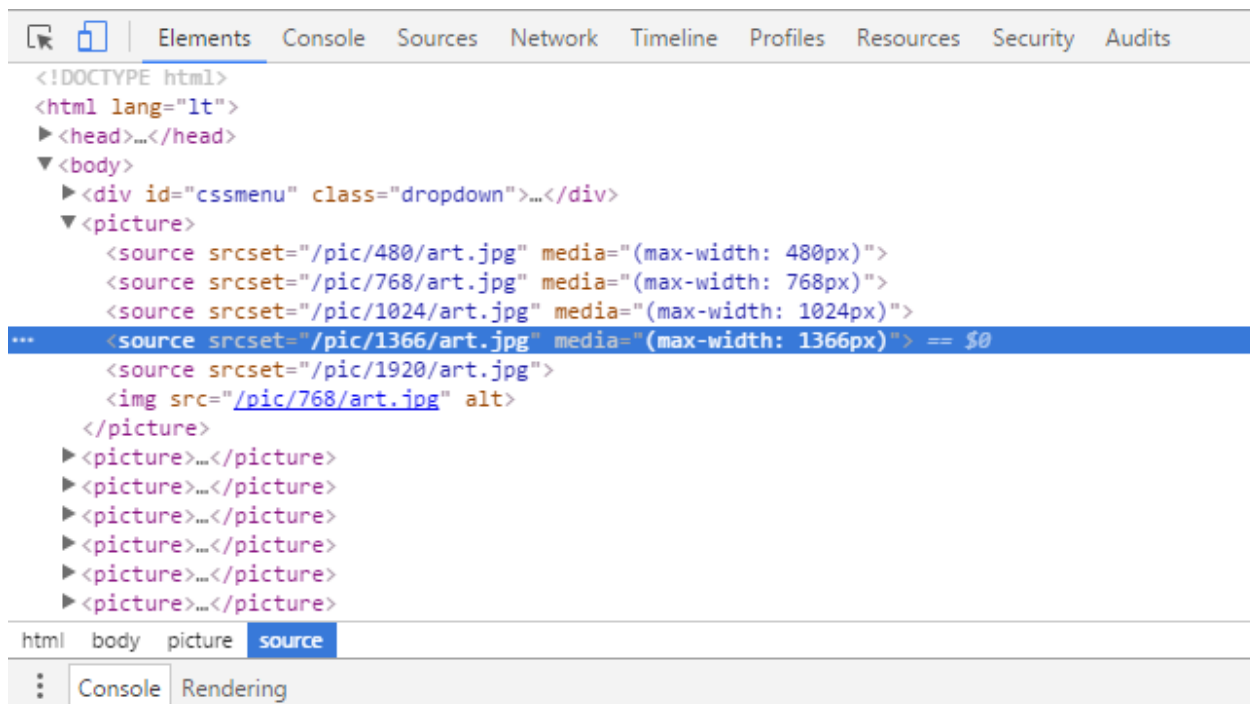 Elements Console Sources Network Timeline Profiles Resources Security Audits
<!DOCTYPE html>
<html lang="lt">
<head>…</head>
<body>
<div id="cssmenu" class="dropdown">…</div>
<picture>
<source srcset="/pic/480/art.jpg" media="(max-width: 480px)">
<source srcset="/pic/768/art.jpg" media="(max-width: 768px)">
<source srcset="/pic/1024/art.jpg" media="(max-width: 1024px)">
… <source srcset="/pic/1366/art.jpg" media="(max-width: 1366px)"> == $0
<source srcset="/pic/1920/art.jpg">
<img src="/pic/768/art.jpg" alt>
</picture>
<picture>…</picture>
<picture>…</picture>
<picture>…</picture>
<picture>…</picture>
<picture>…</picture>
<picture>…</picture>
html body picture source
Console Rendering